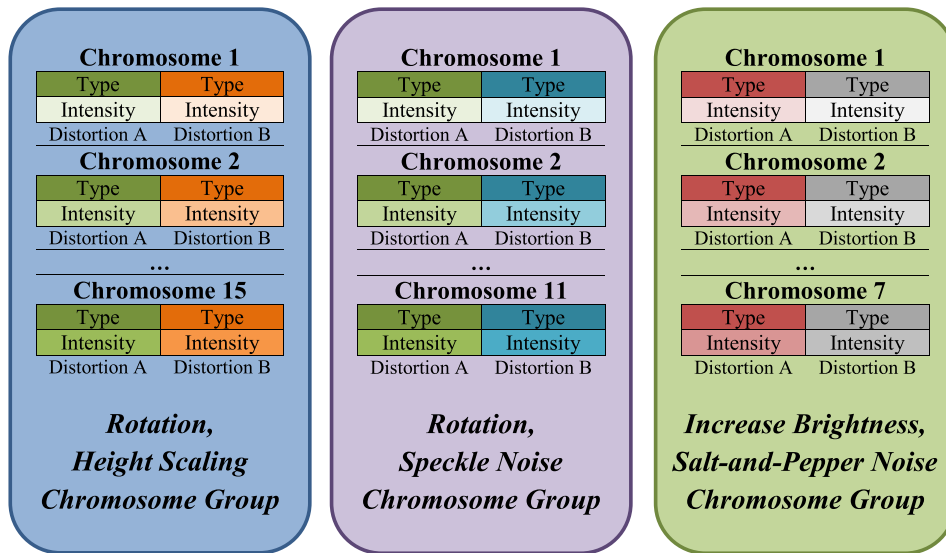 Chromosome 1
Type Type
Intensity Intensity
Distortion A Distortion B
Chromosome 2
Type Type
Intensity Intensity
Distortion A Distortion B
...
Chromosome 15
Type Type
Intensity Intensity
Distortion A Distortion B
Rotation,
Height Scaling
Chromosome Group
Chromosome 1
Type Type
Intensity Intensity
Distortion A Distortion B
Chromosome 2
Type Type
Intensity Intensity
Distortion A Distortion B
...
Chromosome 11
Type Type
Intensity Intensity
Distortion A Distortion B
Rotation,
Speckle Noise
Chromosome Group
Chromosome 1
Type Type
Intensity Intensity
Distortion A Distortion B
Chromosome 2
Type Type
Intensity Intensity
Distortion A Distortion B
...
Chromosome 7
Type Type
Intensity Intensity
Distortion A Distortion B
Increase Brightness,
Salt-and-Pepper Noise
Chromosome Group